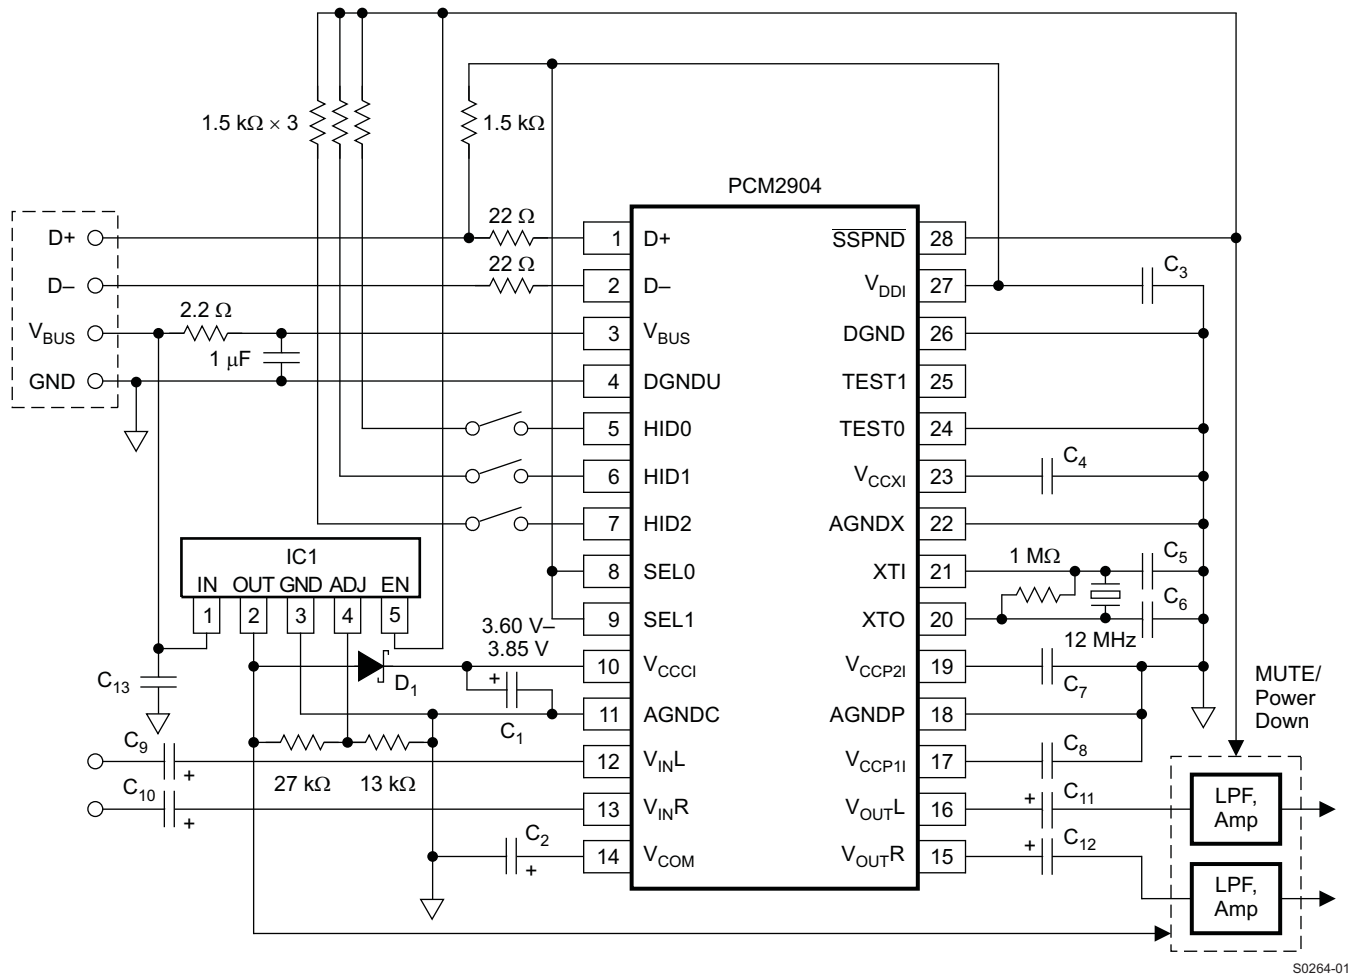 1.5 kΩ × 3
1.5 kΩ
PCM2904
D+
22 Ω
1
D+
SSPND
28
D–
22 Ω
2
D–
VDDI
27
C3
VBUS
2.2 Ω
1 μF
3
VBUS
DGND
26
GND
4
DGNDU
TEST1
25
5
HID0
TEST0
24
6
HID1
VCCXI
23
C4
7
HID2
AGNDX
22
IC1
IN OUT GND ADJ EN
1 2 3 4 5
8
SEL0
XTI
21
1 MΩ
C5
9
SEL1
XTO
20
12 MHz
C6
3.60 V–
3.85 V
10
VCCCI
VCCP2I
19
C7
D1
C13
+
C1
11
AGNDC
AGNDP
18
MUTE/
Power
Down
C9
+
27 kΩ
13 kΩ
12
VINL
VCCP1I
17
C8
C10
+
13
VINR
VOUTL
16
+
C11
LPF,
Amp
C2
+
14
VCOM
VOUTR
15
+
C12
LPF,
Amp
S0264-01